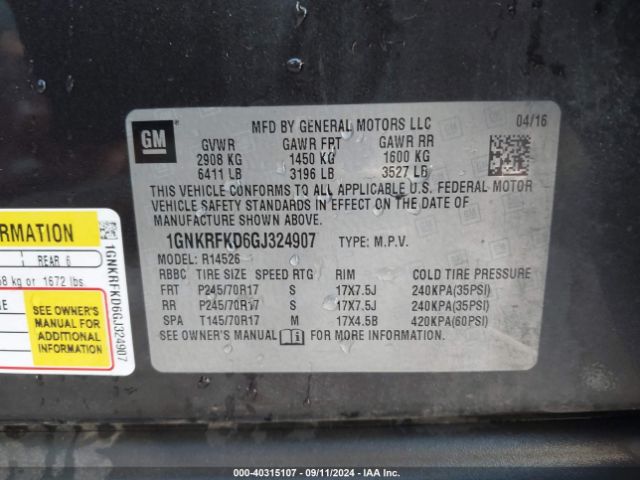 GM
MFD BY GENERAL MOTORS LLC 04/16
GVWR GAWR FRT GAWR RR
2908 KG 1450 KG 1600 KG
6411 LB 3196 LB 3527 LB
THIS VEHICLE CONFORMS TO ALL APPLICABLE U.S. FEDERAL MOTOR
VEHICLE SAFETY STANDARDS IN EFFECT ON THE DATE OF
MANUFACTURE SHOWN ABOVE.
1GNKRFKD6GJ324907 TYPE: M.P.V.
MODEL: R14526
RBBC TIRE SIZE SPEED RTG RIM COLD TIRE PRESSURE
FRT P245/70R17 S 17X7.5J 240KPA(35PSI)
RR P245/70R17 S 17X7.5J 240KPA(35PSI)
SPA T145/70R17 M 17X4.5B 420KPA(60PSI)
SEE OWNER'S MANUAL i FOR MORE INFORMATION.
REAR 6
kg or 1672 lbs.
SEE OWNER'S
MANUAL FOR
ADDITIONAL
INFORMATION
1GNKRFKD6GJ324907
000-40315107 - 09/11/2024 - Copyright IAA, LLC